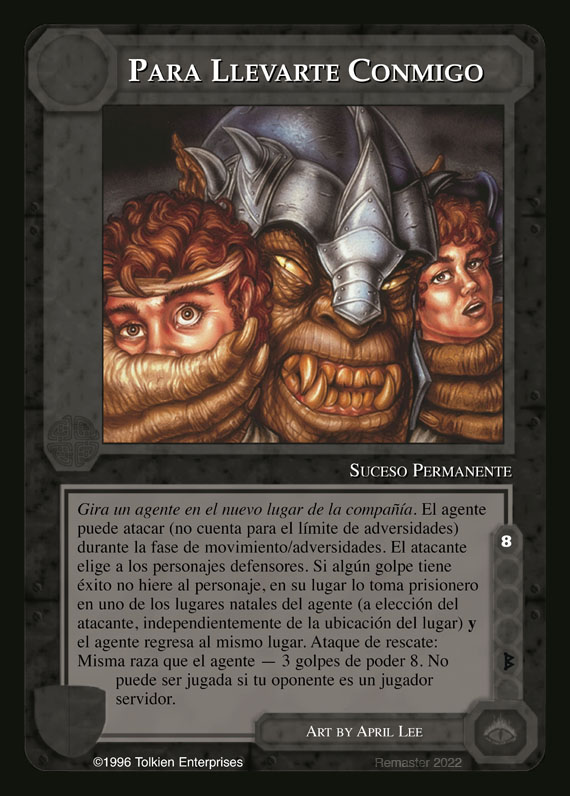 Para Llevarte Conmigo
Suceso Permanente
Gira un agente en el nuevo lugar de la compañía. El agente
puede atacar (no cuenta para el límite de adversidades)
durante la fase de movimiento/adversidades. El atacante
elige a los personajes defensores. Si algún golpe tiene
éxito no hiere al personaje, en su lugar lo toma prisionero
en uno de los lugares natales del agente (a elección del
atacante, independientemente de la ubicación del lugar) y
el agente regresa al mismo lugar. Ataque de rescate:
Misma raza que el agente — 3 golpes de poder 8. No
puede ser jugada si tu oponente es un jugador
servidor.
8
Art by April Lee
©1996 Tolkien Enterprises
Remaster 2022